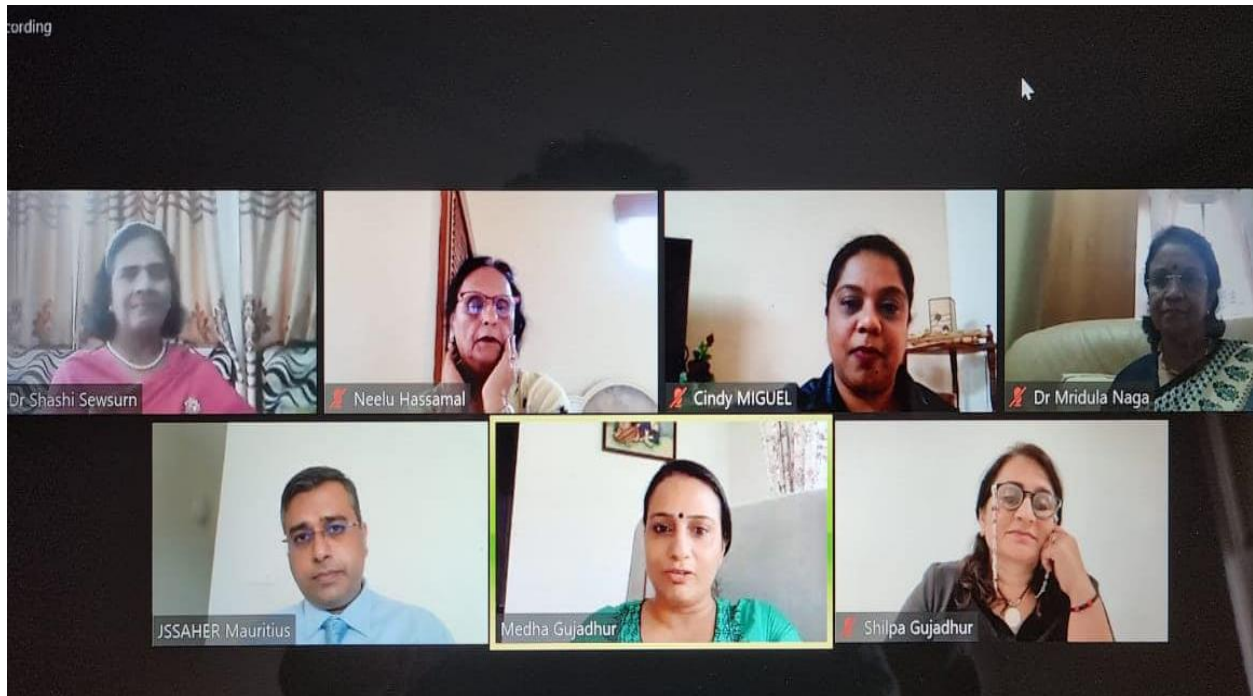 cording
Dr Shashi Sewsurn
Neelu Hassamal
Cindy MIGUEL
Dr Mridula Naga
JSSAHER Mauritius
Medha Gujadhur
Shilpa Gujadhur